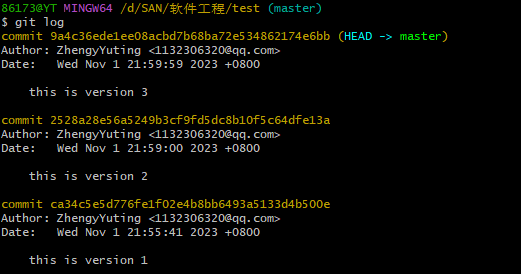 86173@YT MINGW64 /d/SAN/软件工程/test (master)
$ git log
commit 9a4c36ede1ee08acbd7b68ba72e534862174e6bb (HEAD -> master)
Author: ZhengyYuting <1132306320@qq.com>
Date:   Wed Nov 1 21:59:59 2023 +0800
    this is version 3
commit 2528a28e56a5249b3cf9fd5dc8b10f5c64dfe13a
Author: ZhengyYuting <1132306320@qq.com>
Date:   Wed Nov 1 21:59:00 2023 +0800
    this is version 2
commit ca34c5e5d776fe1f02e4b8bb6493a5133d4b500e
Author: ZhengyYuting <1132306320@qq.com>
Date:   Wed Nov 1 21:55:41 2023 +0800
    this is version 1